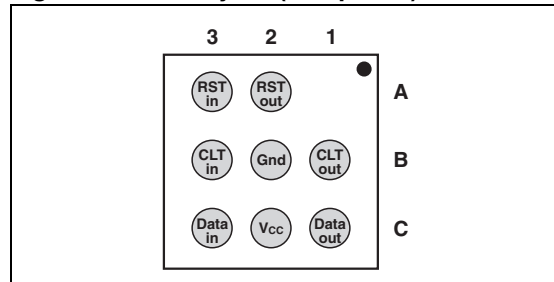 3 2 1
RST in RST out A
CLT in Gnd CLT out B
Data in Vcc Data out C